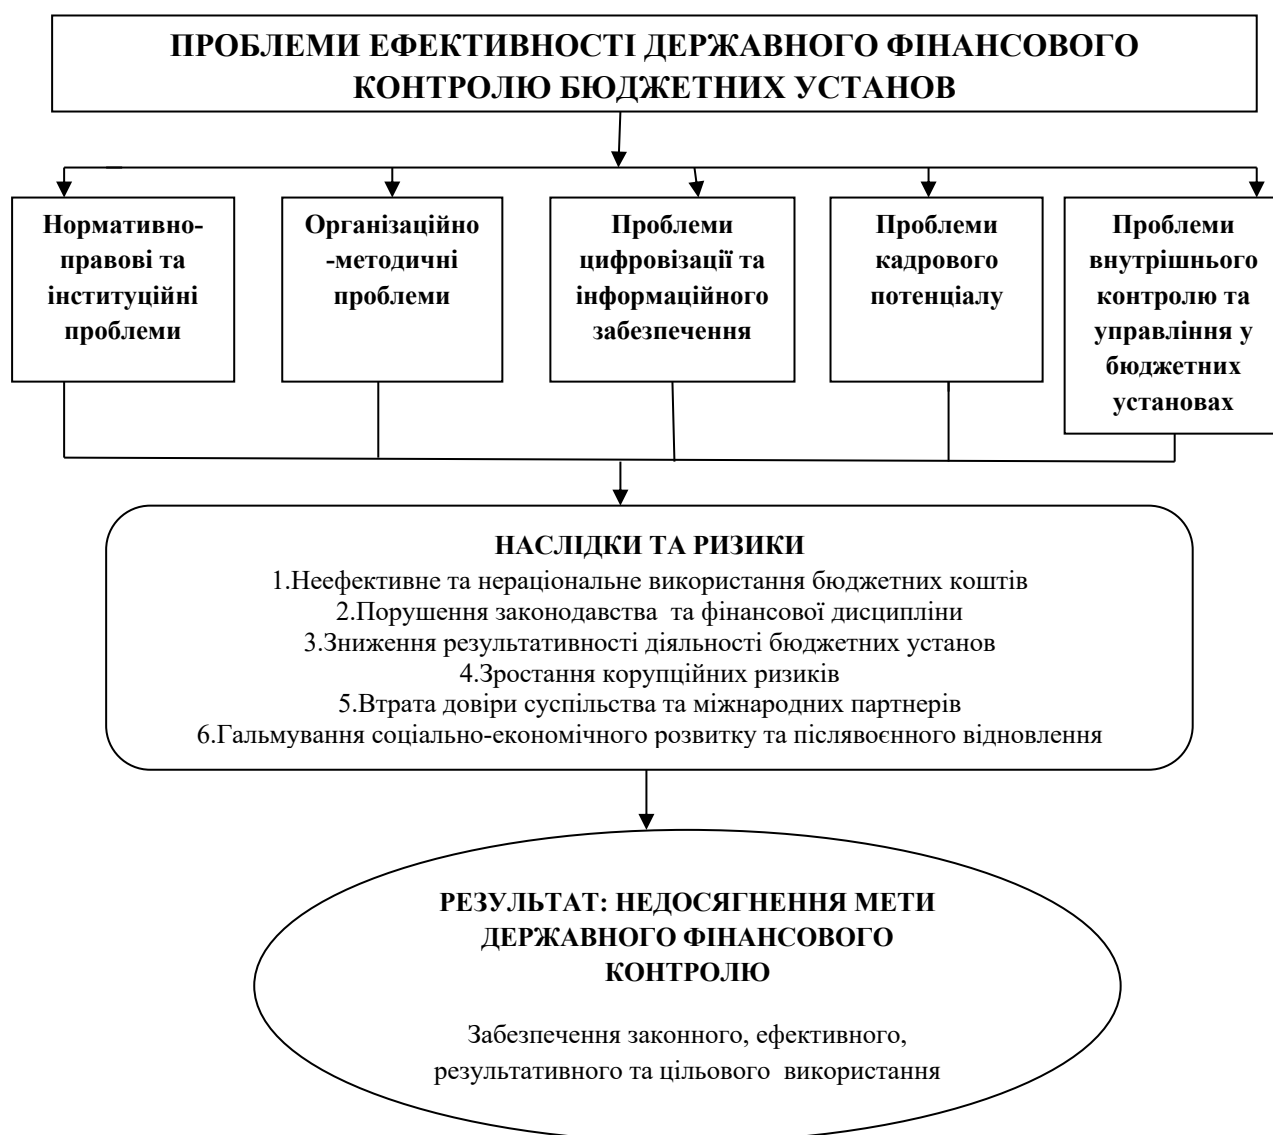 ПРОБЛЕМИ ЕФЕКТИВНОСТІ ДЕРЖАВНОГО ФІНАНСОВОГО
КОНТРОЛЮ БЮДЖЕТНИХ УСТАНОВ
Нормативно-
правові та
інституційні
проблеми
Організаційно
-методичні
проблеми
Проблеми
цифровізації та
інформаційного
забезпечення
Проблеми
кадрового
потенціалу
Проблеми
внутрішнього
контролю та
управління у
бюджетних
установах
НАСЛІДКИ ТА РИЗИКИ
1.Неефективне та нераціональне використання бюджетних коштів
2.Порушення законодавства  та фінансової дисципліни
3.Зниження результативності діяльності бюджетних установ
4.Зростання корупційних ризиків
5.Втрата довіри суспільства та міжнародних партнерів
6.Гальмування соціально-економічного розвитку та післявоєнного відновлення
РЕЗУЛЬТАТ: НЕДОСЯГНЕННЯ МЕТИ
ДЕРЖАВНОГО ФІНАНСОВОГО
КОНТРОЛЮ
Забезпечення законного, ефективного,
результативного та цільового  використання